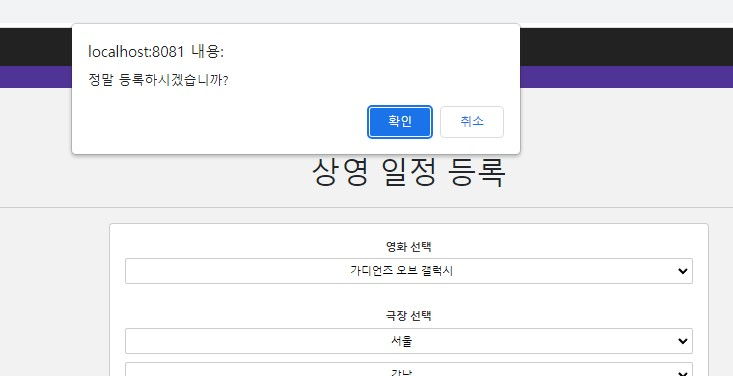 localhost:8081 내용:
정말 등록하시겠습니까?
확인
취소
상영 일정 등록
영화 선택
가디언즈 오브 갤럭시
극장 선택
서울
강남